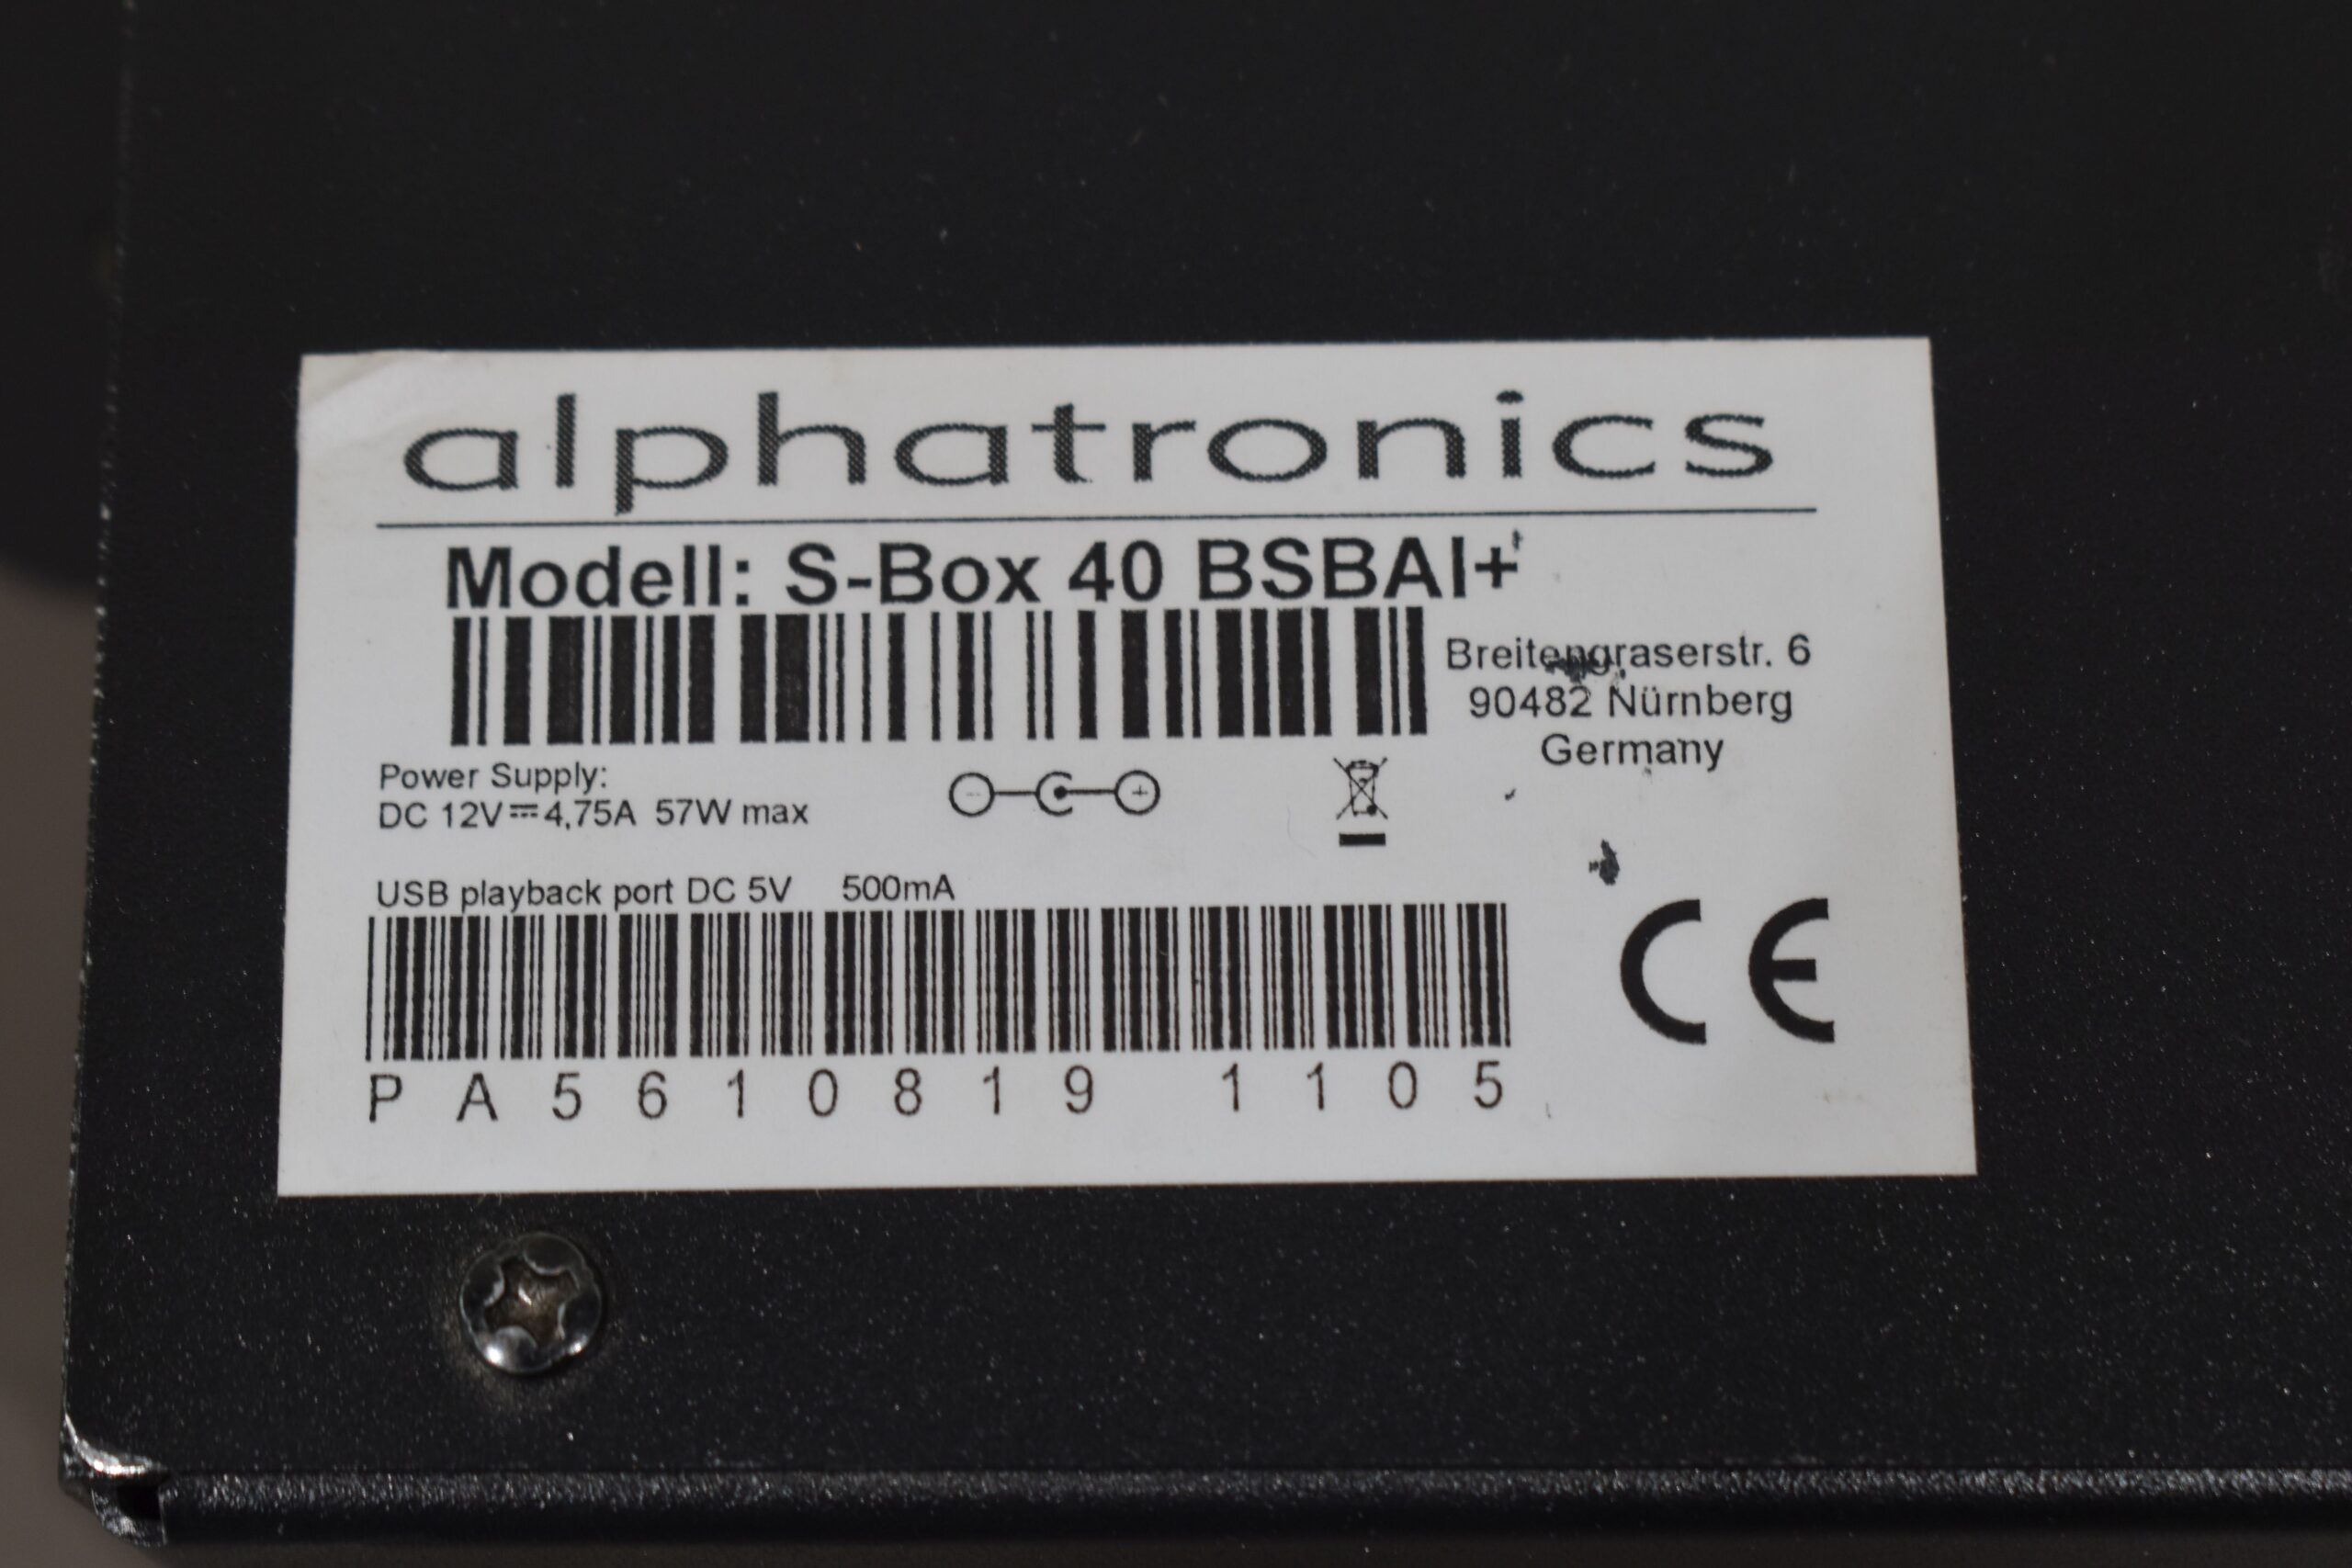 alphatronics
Modell: S-Box 40 BSBAI+
Breitengraserstr. 6
90482 Nürnberg
Germany
Power Supply:
DC 12V⎓4,75A 57W max
USB playback port DC 5V 500mA
CE
PA5610819 1105